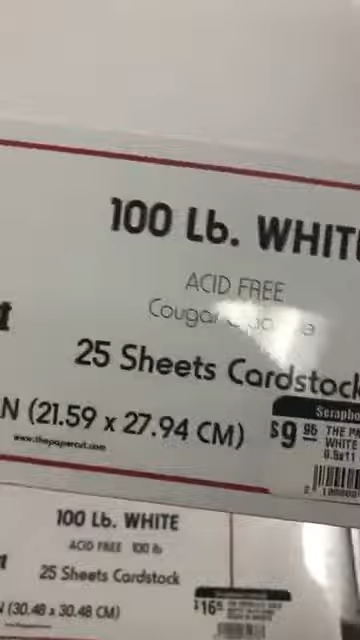 100 Lb. WHIT
ACID FREE
Cougar
25 Sheets Cardstock
N (21.59 x 27.94 CM)
www.thepapercut.com
t
$9 95
THE PA
WHITE
8.5x11
100 Lb. WHITE
ACID FREE 100 lb
25 Sheets Cardstock
(30.48 x 30.48 CM)
$16